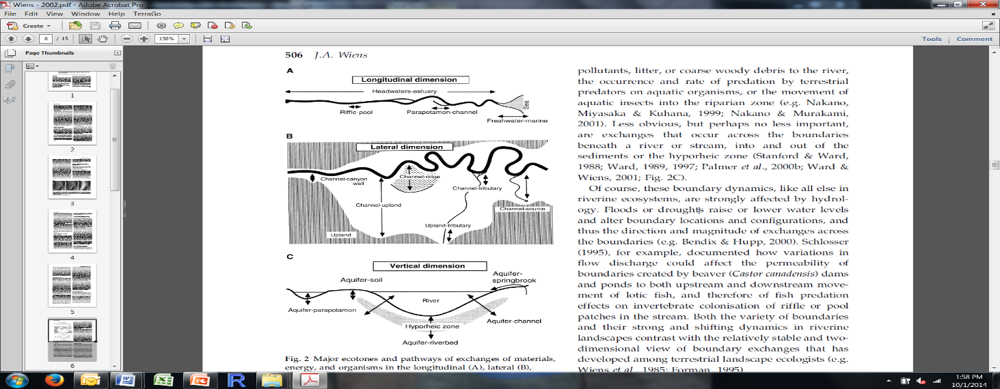 Wiens - 2002.pdf - Adobe Acrobat Pro
File Edit View Window Help TerraGo
Create
6 / 15
150%
Tools
Comment
Page Thumbnails
1
2
3
4
5
6
506 J.A. Wiens
A
Longitudinal dimension
Headwaters-estuary
Riffle-pool
Parapotamon-channel
Sea
Freshwater-marine
B
Lateral dimension
Channel-canyon
wall
Channel-ridge
Channel-tributary
Channel-upland
Channel-source
Upland-tributary
Upland
C
Vertical dimension
Aquifer-soil
Aquifer-
springbrook
River
Aquifer-parapotamon
Aquifer-channel
Hyporheic zone
Aquifer-riverbed
Fig. 2 Major ecotones and pathways of exchanges of materials,
energy, and organisms in the longitudinal (A), lateral (B),
pollutants, litter, or coarse woody debris to the river,
the occurrence and rate of predation by terrestrial
predators on aquatic organisms, or the movement of
aquatic insects into the riparian zone (e.g. Nakano,
Miyasaka & Kuhana, 1999; Nakano & Murakami,
2001). Less obvious, but perhaps no less important,
are exchanges that occur across the boundaries
beneath a river or stream, into and out of the
sediments or the hyporheic zone (Stanford & Ward,
1988; Ward, 1989, 1997; Palmer et al., 2000b; Ward &
Wiens, 2001; Fig. 2C).
Of course, these boundary dynamics, like all else in
riverine ecosystems, are strongly affected by hydrol-
ogy. Floods or droughts raise or lower water levels
and alter boundary locations and configurations, and
thus the direction and magnitude of exchanges across
the boundaries (e.g. Bendix & Hupp, 2000). Schlosser
(1995), for example, documented how variations in
flow discharge could affect the permeability of
boundaries created by beaver (Castor canadensis) dams
and ponds to both upstream and downstream move-
ment of lotic fish, and therefore of fish predation
effects on invertebrate colonisation of riffle or pool
patches in the stream. Both the variety of boundaries
and their strong and shifting dynamics in riverine
landscapes contrast with the relatively stable and two-
dimensional view of boundary exchanges that has
developed among terrestrial landscape ecologists (e.g.
Wiens et al., 1985; Forman, 1995).
1:58 PM
10/1/2014